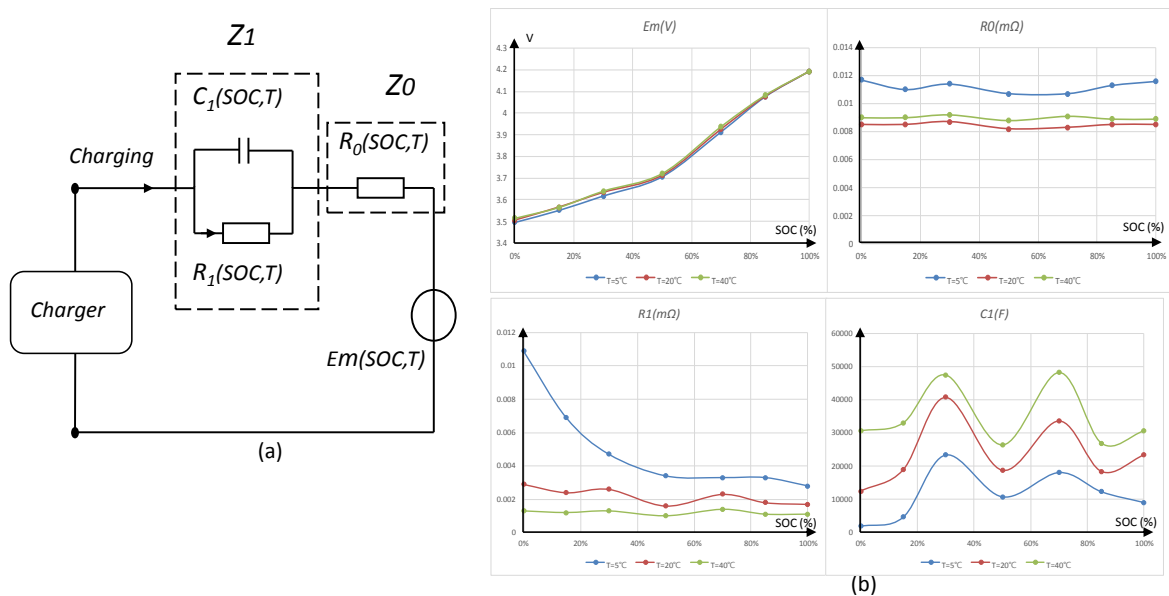 Z1
C1(SOC,T)
Z0
R0(SOC,T)
Charging
R1(SOC,T)
Charger
Em(SOC,T)
(a)
Em(V)
V
4.3
4.2
4.1
4
3.9
3.8
3.7
3.6
3.5
3.4
SOC (%)
0% 20% 40% 60% 80% 100%
T=5℃ T=20℃ T=40℃
R0(mΩ)
0.014
0.012
0.01
0.008
0.006
0.004
0.002
0
SOC (%)
0% 20% 40% 60% 80% 100%
T=5℃ T=20℃ T=40℃
R1(mΩ)
0.012
0.01
0.008
0.006
0.004
0.002
0
SOC (%)
0% 20% 40% 60% 80% 100%
T=5℃ T=20℃ T=40℃
C1(F)
60000
50000
40000
30000
20000
10000
0
SOC (%)
0% 20% 40% 60% 80% 100%
T=5℃ T=20℃ T=40℃
(b)